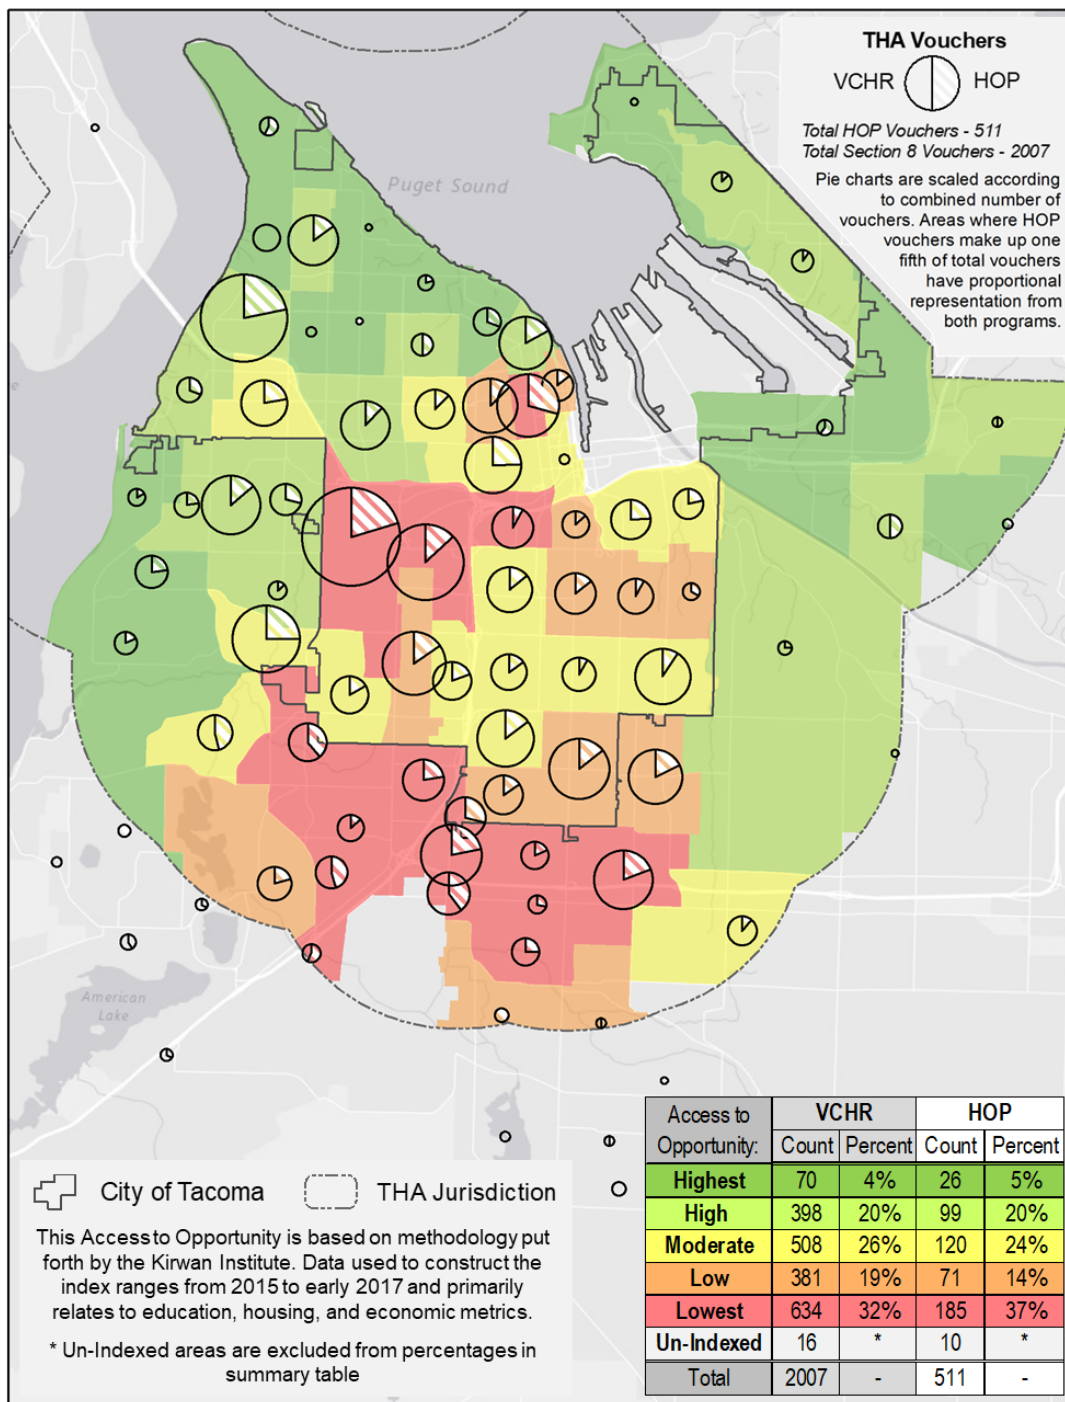 THA Vouchers
VCHR HOP
Total HOP Vouchers - 511
Total Section 8 Vouchers - 2007
Pie charts are scaled according
to combined number of
vouchers. Areas where HOP
vouchers make up one
fifth of total vouchers
have proportional
representation from
both programs.
Puget Sound
American
Lake
City of Tacoma THA Jurisdiction
This Access to Opportunity is based on methodology put
forth by the Kirwan Institute. Data used to construct the
index ranges from 2015 to early 2017 and primarily
relates to education, housing, and economic metrics.
* Un-Indexed areas are excluded from percentages in
summary table
Access to Opportunity: VCHR HOP
Count Percent Count Percent
Highest 70 4% 26 5%
High 398 20% 99 20%
Moderate 508 26% 120 24%
Low 381 19% 71 14%
Lowest 634 32% 185 37%
Un-Indexed 16 * 10 *
Total 2007 - 511 -